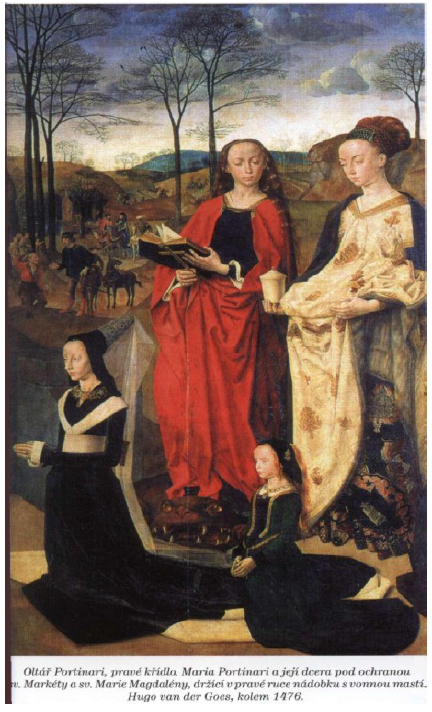 Oltář Portinari, pravé křídlo. Maria Portinari a její dcera pod ochranou
v. Markéty a sv. Marie Magdalény, držící v pravé ruce nádobku s vonnou mastí.
Hugo van der Goes, kolem 1476.